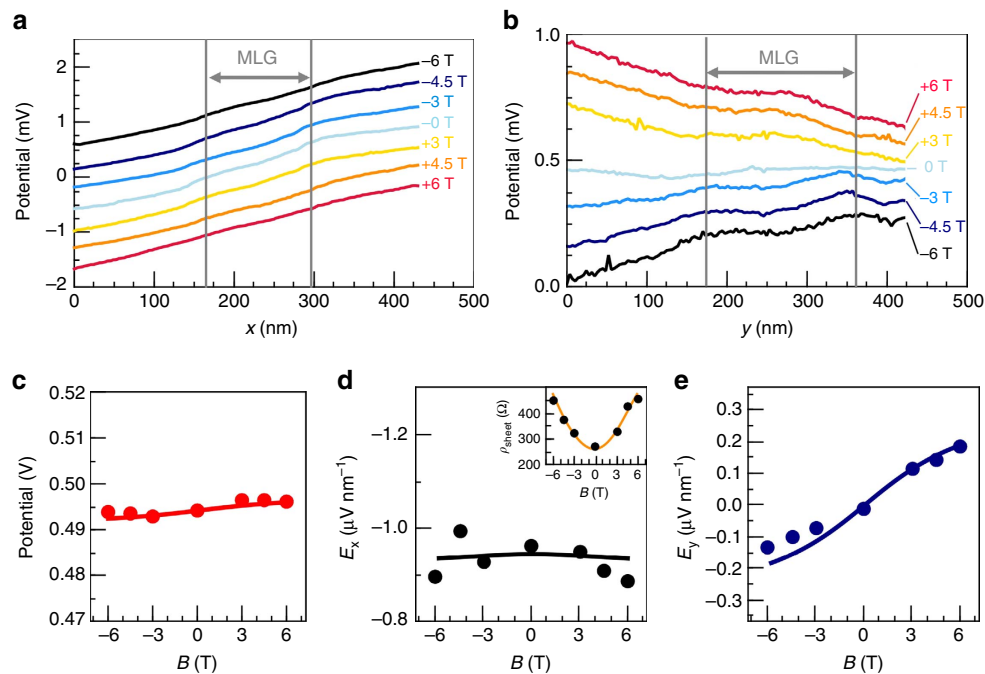 a
Potential (mV)
2
1
0
−1
−2
MLG
−6 T
−4.5 T
−3 T
−0 T
+3 T
+4.5 T
+6 T
0 100 200 300 400 500
x (nm)
b
Potential (mV)
1.0
0.5
0.0
MLG
+6 T
+4.5 T
+3 T
0 T
−3 T
−4.5 T
−6 T
0 100 200 300 400 500
y (nm)
c
Potential (V)
0.52
0.51
0.50
0.49
0.48
0.47
−6 −3 0 3 6
B (T)
d
Ex (µV nm−1)
−1.2
−1.0
−0.8
ρsheet (Ω)
400
300
200
−6 −3 0 3 6
B (T)
−6 −3 0 3 6
B (T)
e
Ey (µV nm−1)
0.3
0.2
0.1
0.0
−0.1
−0.2
−0.3
−6 −3 0 3 6
B (T)